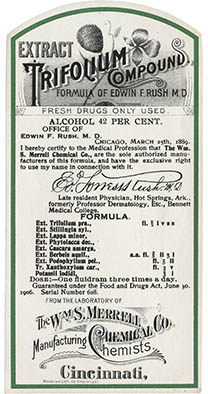 EXTRACT
TRIFOLIUM
COMPOUND
FORMULA OF EDWIN F. RUSH M.D.
FRESH DRUGS ONLY USED.
ALCOHOL 42 PER CENT.
OFFICE OF
EDWIN F. RUSH, M. D.
CHICAGO, MARCH 25th, 1889.
I hereby certify to the Medical Profession that The Wm.
S. Merrell Chemical Co., are the sole authorized manu-
facturers of this formula, and have the exclusive right
to use my name in connection with it.
Rush, M.D.
Late resident Physician, Hot Springs, Ark.,
formerly Professor Dermatology, Etc., Bennett
Medical College.
FORMULA.
Ext. Trifolium pra.,
Ext. Stillingia syl.,
Ext. Lappa minor,
Ext. Phytolacca dec.,
Ext. Cascara amarga,
Ext. Berbein aquif.,
Ext. Podophyllum pel.,
Tr. Xanthoxylum car.,
Potassii Iodid.,
DOSE:—One fluidram three times a day.
Guaranteed under the Food and Drugs Act, June 30,
1906. Serial Number 628.
FROM THE LABORATORY OF
THE WM. S. MERRELL
CHEMICAL CO.
Manufacturing Chemists,
Cincinnati,